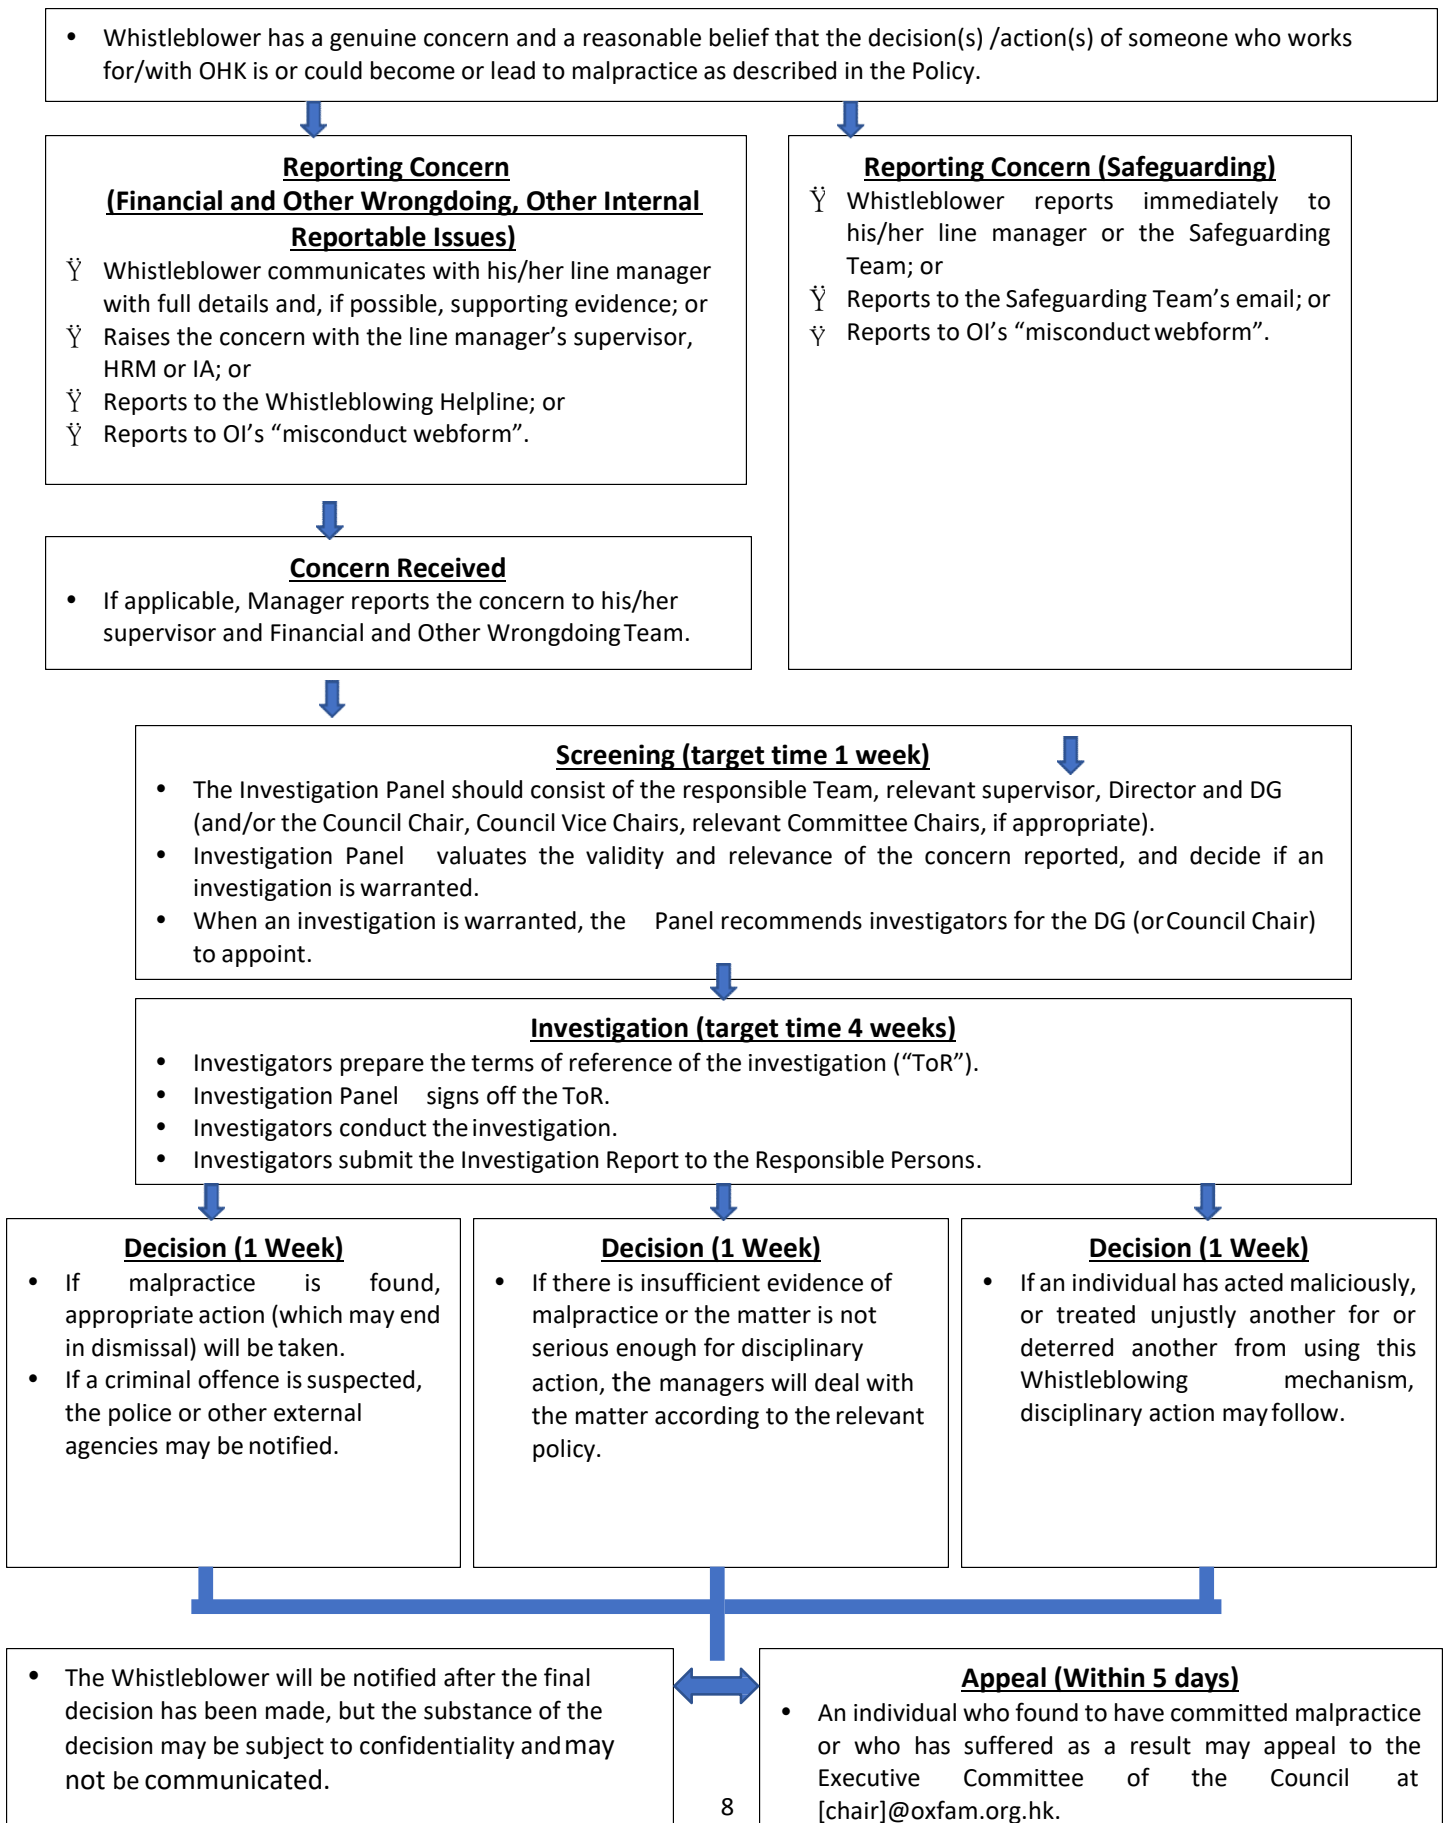 • Whistleblower has a genuine concern and a reasonable belief that the decision(s) /action(s) of someone who works
for/with OHK is or could become or lead to malpractice as described in the Policy.
Reporting Concern
(Financial and Other Wrongdoing, Other Internal
Reportable Issues)
Ÿ Whistleblower communicates with his/her line manager
with full details and, if possible, supporting evidence; or
Ÿ Raises the concern with the line manager's supervisor,
HRM or IA; or
Ÿ Reports to the Whistleblowing Helpline; or
Ÿ Reports to OI's “misconduct webform”.
Reporting Concern (Safeguarding)
Ÿ Whistleblower reports immediately to
his/her line manager or the Safeguarding
Team; or
Ÿ Reports to the Safeguarding Team's email; or
Ÿ Reports to OI's “misconduct webform”.
Concern Received
• If applicable, Manager reports the concern to his/her
supervisor and Financial and Other Wrongdoing Team.
Screening (target time 1 week)
• The Investigation Panel should consist of the responsible Team, relevant supervisor, Director and DG
(and/or the Council Chair, Council Vice Chairs, relevant Committee Chairs, if appropriate).
• Investigation Panel valuates the validity and relevance of the concern reported, and decide if an
investigation is warranted.
• When an investigation is warranted, the Panel recommends investigators for the DG (or Council Chair)
to appoint.
Investigation (target time 4 weeks)
• Investigators prepare the terms of reference of the investigation (“ToR”).
• Investigation Panel signs off the ToR.
• Investigators conduct the investigation.
• Investigators submit the Investigation Report to the Responsible Persons.
Decision (1 Week)
• If malpractice is found,
appropriate action (which may end
in dismissal) will be taken.
• If a criminal offence is suspected,
the police or other external
agencies may be notified.
Decision (1 Week)
• If there is insufficient evidence of
malpractice or the matter is not
serious enough for disciplinary
action, the managers will deal with
the matter according to the relevant
policy.
Decision (1 Week)
• If an individual has acted maliciously,
or treated unjustly another for or
deterred another from using this
Whistleblowing mechanism,
disciplinary action may follow.
• The Whistleblower will be notified after the final
decision has been made, but the substance of the
decision may be subject to confidentiality and may
not be communicated.
Appeal (Within 5 days)
• An individual who found to have committed malpractice
or who has suffered as a result may appeal to the
Executive Committee of the Council at
[chair]@oxfam.org.hk.
8